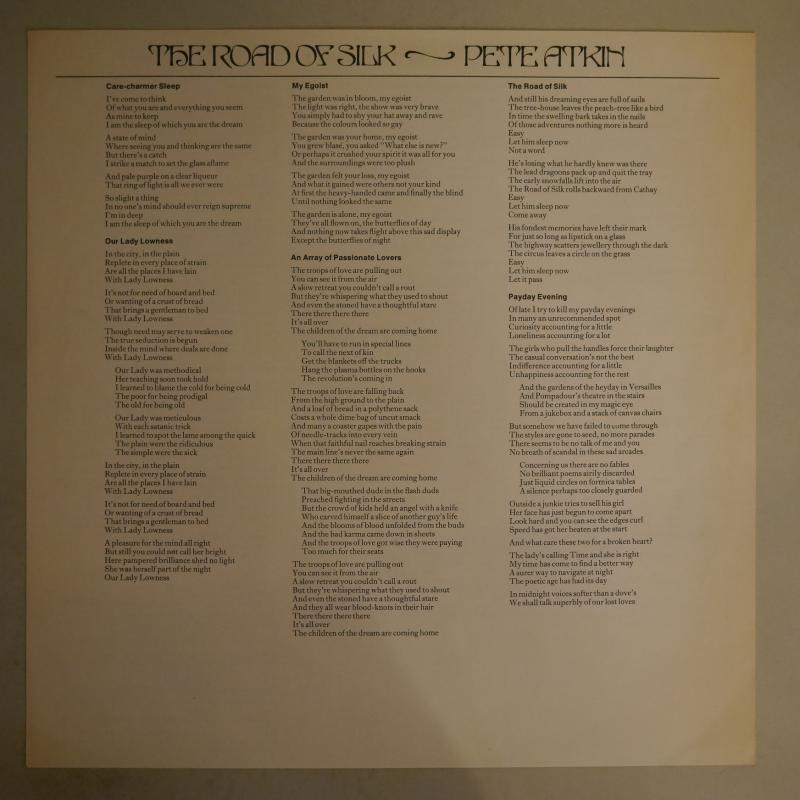 THE ROAD OF SILK ~ PETE ATKIN
Care-charmer Sleep
I've come to think
Of what you are and everything you seem
As mine to keep
I am the sleep of which you are the dream
A state of mind
Where seeing you and thinking are the same
But there's a catch
I strike a match to set the glass aflame
And pale purple on a clear liqueur
That ring of light is all we ever were
So slight a thing
In no one's mind should ever reign supreme
I'm in deep
I am the sleep of which you are the dream
Our Lady Lowness
In the city, in the plain
Replete in every place of strain
Are all the places I have lain
With Lady Lowness
It's not for need of board and bed
Or wanting of a crust of bread
That brings a gentleman to bed
With Lady Lowness
Though need may serve to weaken one
The true seduction is begun
Inside the mind where deals are done
With Lady Lowness
Our Lady was methodical
Her teaching soon took hold
I learned to blame the cold for being cold
The poor for being prodigal
The old for being old
Our Lady was meticulous
With each satanic trick
I learned to spot the lame among the quick
The plain were the ridiculous
The simple were the sick
In the city, in the plain
Replete in every place of strain
Are all the places I have lain
With Lady Lowness
It's not for need of board and bed
Or wanting of a crust of bread
That brings a gentleman to bed
With Lady Lowness
A pleasure for the mind all right
But still you could not call her bright
Here pampered brilliance shed no light
She was herself part of the night
Our Lady Lowness
My Egoist
The garden was in bloom, my egoist
The light was right, the show was very brave
You simply had to shy your hat away and rave
Because the colours looked so gay
The garden was your home, my egoist
You grew blasé, you asked "What else is new?"
Or perhaps it crushed your spirit it was all for you
And the surroundings were too plush
The garden felt your loss, my egoist
And what it gained were others not your kind
At first the heavy-handed came and finally the blind
Until nothing looked the same
The garden is alone, my egoist
They've all flown on, the butterflies of day
And nothing now takes flight above this sad display
Except the butterflies of night
An Array of Passionate Lovers
The troops of love are pulling out
You can see it from the air
A slow retreat you couldn't call a rout
But they're whispering what they used to shout
And even the stoned have a thoughtful stare
There there there there
It's all over
The children of the dream are coming home
You'll have to run in special lines
To call the next of kin
Get the blankets off the trucks
Hang the plasma bottles on the hooks
The revolution's coming in
The troops of love are falling back
From the high ground to the plain
And a loaf of bread in a polythene sack
Costs a whole dime bag of uncut smack
And many a coaster gapes with the pain
Of needle-tracks into every vein
When that faithful nail reaches breaking strain
The main line's never the same again
There there there there
It's all over
The children of the dream are coming home
That big-mouthed dude in the flash duds
Preached fighting in the streets
But the crowd of kids held an angel with a knife
Who carved himself a slice of another guy's life
And the blooms of blood unfolded from the buds
And the bad karma came down in sheets
And the troops of love got wise they were paying
Too much for their seats
The troops of love are pulling out
You can see it from the air
A slow retreat you couldn't call a rout
But they're whispering what they used to shout
And even the stoned have a thoughtful stare
And they all wear blood-knots in their hair
There there there there
It's all over
The children of the dream are coming home
The Road of Silk
And still his dreaming eyes are full of sails
The tree-house leaves the peach-tree like a bird
In time the swelling bark takes in the nails
Of those adventures nothing more is heard
Easy
Let him sleep now
Not a word
He's losing what he hardly knew was there
The lead dragoons pack up and quit the tray
The early snowfalls lift into the air
The Road of Silk rolls backward from Cathay
Easy
Let him sleep now
Come away
His fondest memories have left their mark
For just so long as lipstick on a glass
The highway scatters jewellery through the dark
The circus leaves a circle on the grass
Easy
Let him sleep now
Let it pass
Payday Evening
Of late I try to kill my payday evenings
In many an unrecommended spot
Curiosity accounting for a little
Loneliness accounting for a lot
The girls who pull the handles force their laughter
The casual conversation's not the best
Indifference accounting for a little
Unhappiness accounting for the rest
And the gardens of the heyday in Versailles
And Pompadour's theatre in the stairs
Should be created in my magic eye
From a jukebox and a stack of canvas chairs
But somehow we have failed to come through
The styles are gone to seed, no more parades
There seems to be no talk of me and you
No breath of scandal in these sad arcades
Concerning us there are no fables
No brilliant poems airily discarded
Just liquid circles on formica tables
A silence perhaps too closely guarded
Outside a junkie tries to sell his girl
Her face has just begun to come apart
Look hard and you can see the edges curl
Speed has got her beaten at the start
And what care these two for a broken heart?
The lady's calling Time and she is right
My time has come to find a better way
A surer way to navigate at night
The poetic age has had its day
In midnight voices softer than a dove's
We shall talk superbly of our lost loves